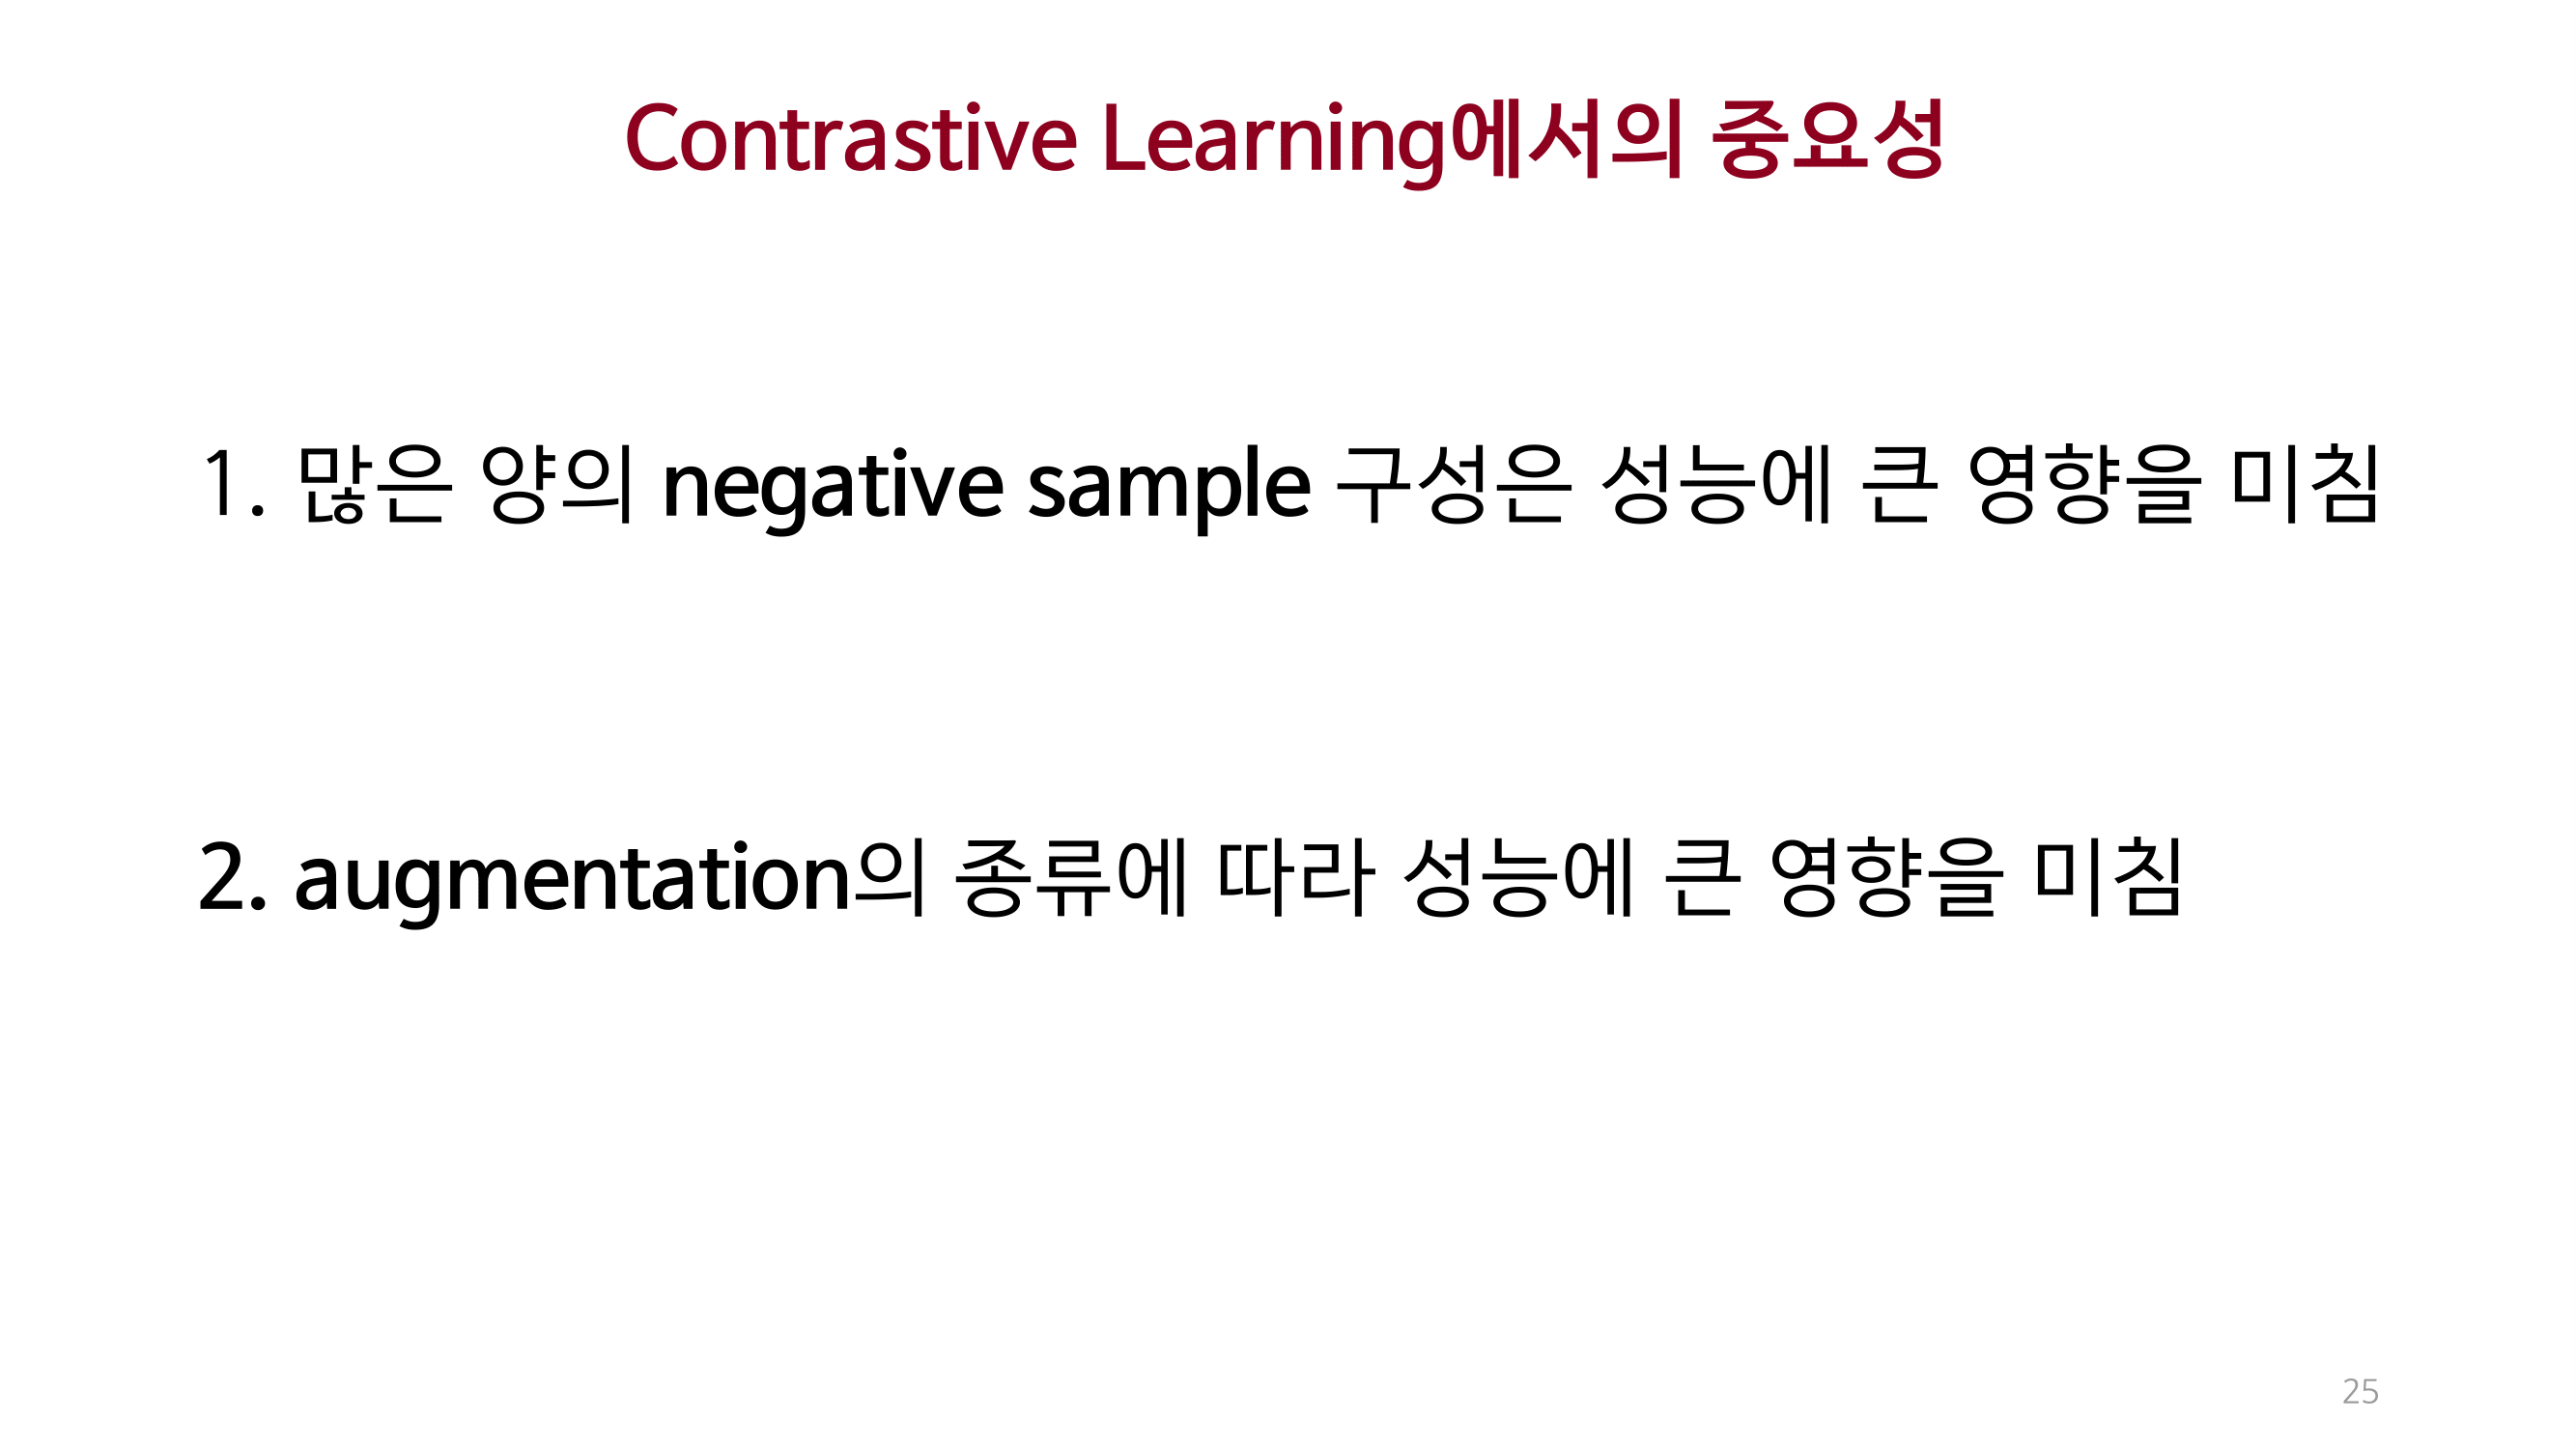 Contrastive Learning에서의 중요성
1. 많은 양의 negative sample 구성은 성능에 큰 영향을 미침
2. augmentation의 종류에 따라 성능에 큰 영향을 미침
25